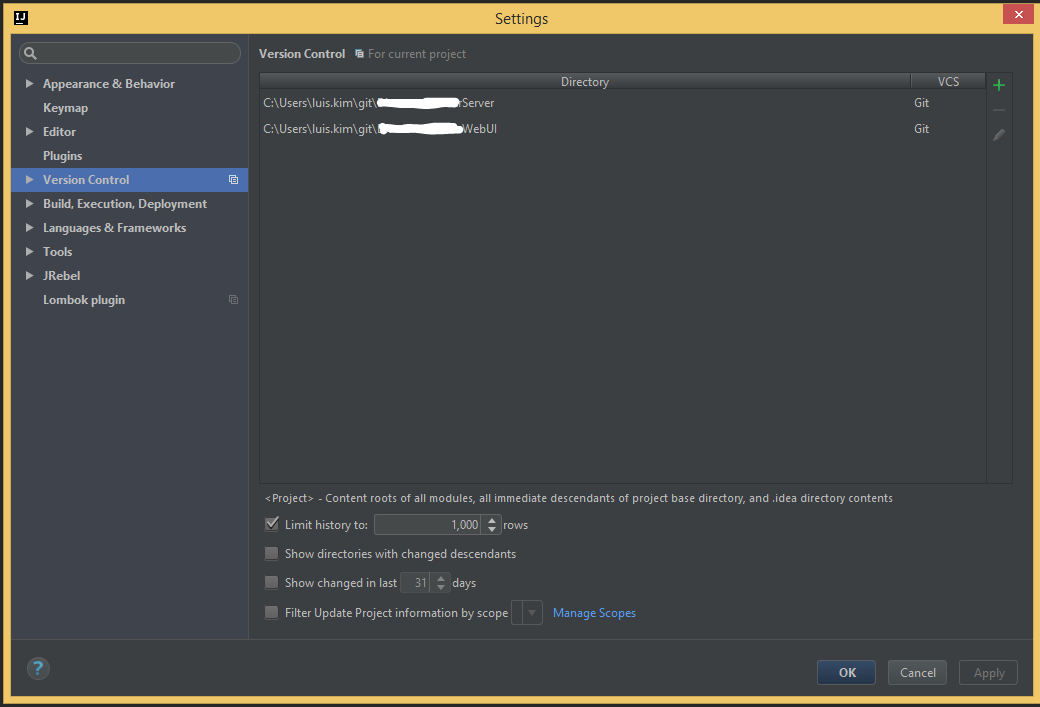 IJ
Settings
Version Control For current project
Appearance & Behavior
Keymap
Editor
Plugins
Version Control
Build, Execution, Deployment
Languages & Frameworks
Tools
JRebel
Lombok plugin
Directory VCS
C:\Users\luis.kim\git\ rServer Git
C:\Users\luis.kim\git\ WebUI Git
<Project> - Content roots of all modules, all immediate descendants of project base directory, and .idea directory contents
Limit history to: 1,000 rows
Show directories with changed descendants
Show changed in last 31 days
Filter Update Project information by scope Manage Scopes
? OK Cancel Apply